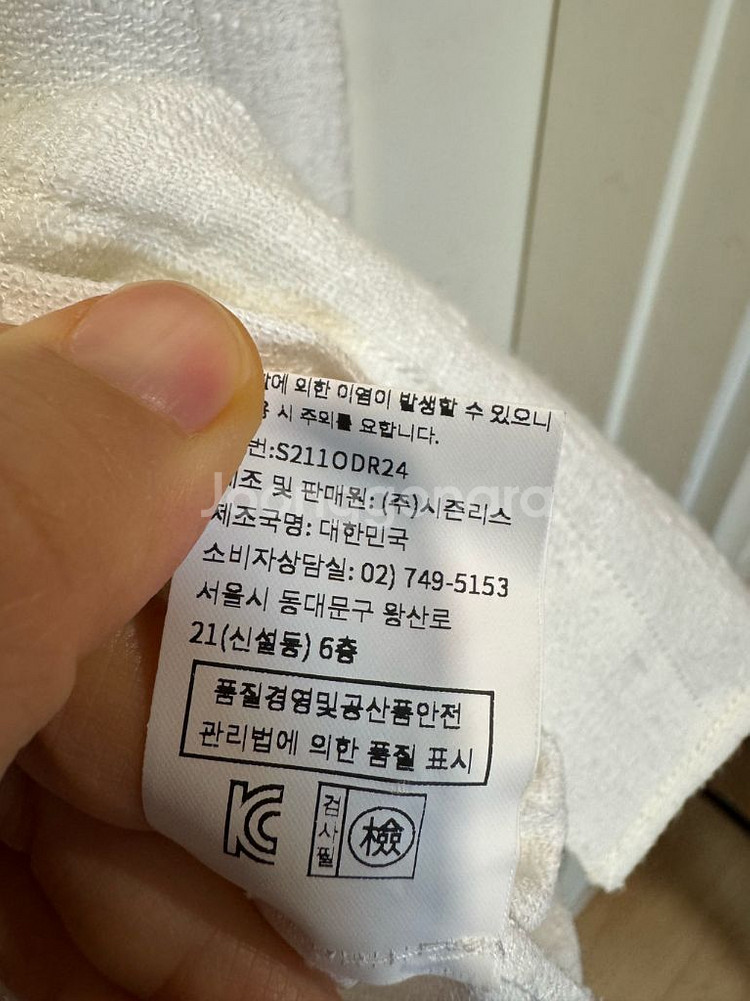 에 의한 이염이 발생할 수 있으니
시 주의를 요합니다.
번:S211ODR24
제조 및 판매원: (주)시즌리스
제조국명: 대한민국
소비자상담실: 02) 749-5153
서울시 동대문구 왕산로
21(신설동) 6층
품질경영및공산품안전
관리법에 의한 품질 표시
검사필 檢
Joonggonara